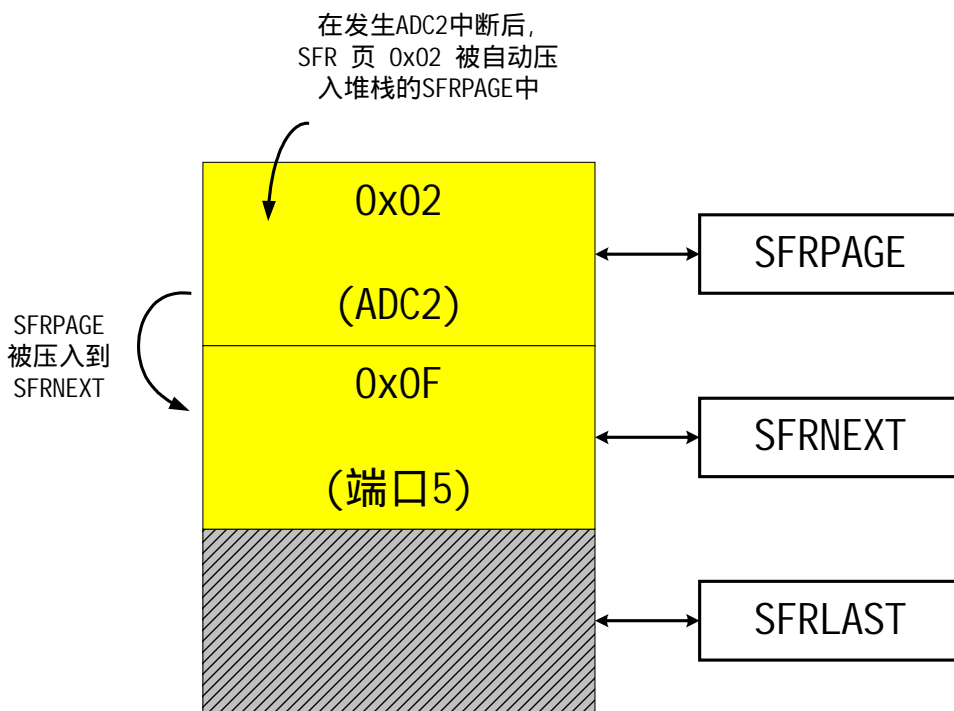 在发生ADC2中断后,
SFR 页 0x02 被自动压
入堆栈的SFRPAGE中
0x02
(ADC2)
SFRPAGE
SFRPAGE
被压入到
SFRNEXT
0x0F
(端口5)
SFRNEXT
SFRLAST